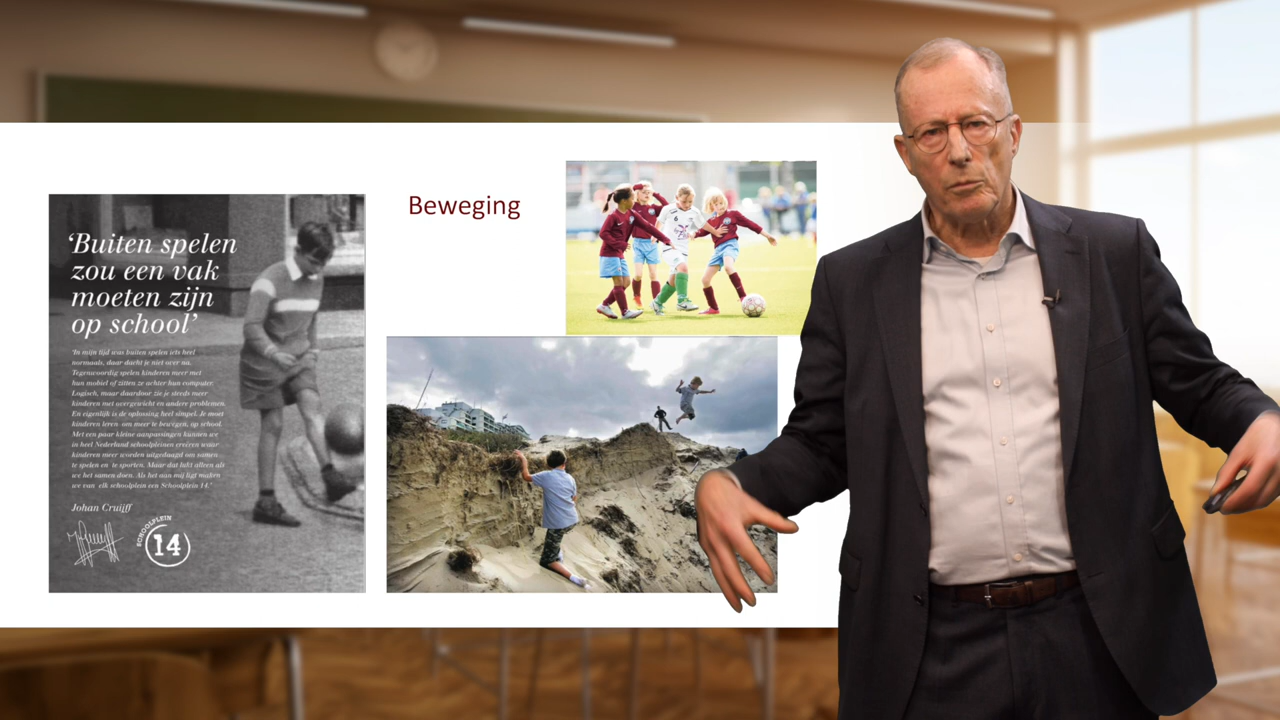 ‘Buiten spelen
zou een vak
moeten zijn
op school’
‘In mijn tijd was buiten spelen iets heel
normaals, daar dacht je niet over na.
Tegenwoordig spelen kinderen meer met
hun mobiel of zitten ze achter hun computer.
Logisch, maar daardoor zie je steeds meer
kinderen met overgewicht en andere problemen.
En eigenlijk is de oplossing heel simpel. Je moet
kinderen leren om meer te bewegen, op school.
Met een paar kleine aanpassingen kunnen we
in heel Nederland schoolpleinen creëren waar
kinderen meer worden uitgedaagd om samen
te spelen en te sporten. Maar dat lukt alleen als
we het samen doen. Als het aan mij ligt maken
we van elk schoolplein een Schoolplein 14.”
Johan Cruijff
SCHOOLPLEIN
14
Beweging
6